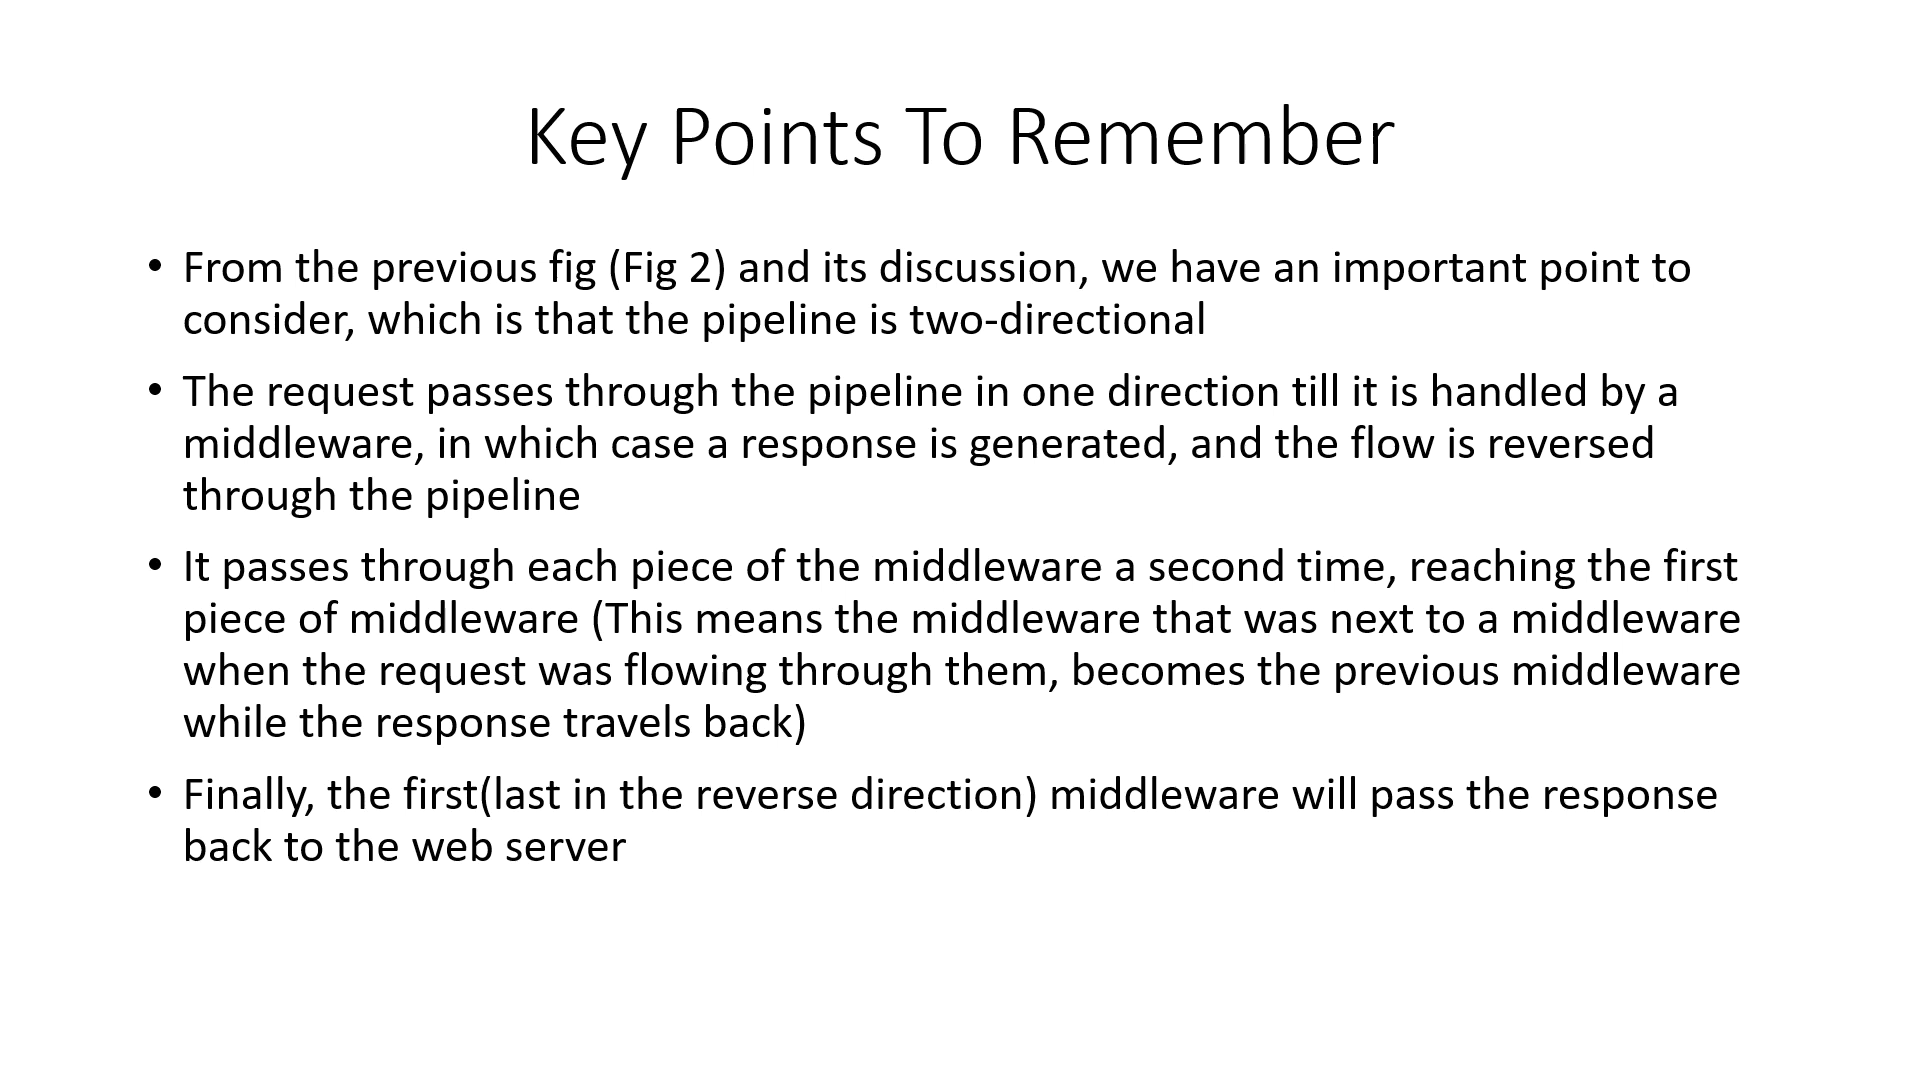 Key Points To Remember
• From the previous fig (Fig 2) and its discussion, we have an important point to
consider, which is that the pipeline is two-directional
• The request passes through the pipeline in one direction till it is handled by a
middleware, in which case a response is generated, and the flow is reversed
through the pipeline
• It passes through each piece of the middleware a second time, reaching the first
piece of middleware (This means the middleware that was next to a middleware
when the request was flowing through them, becomes the previous middleware
while the response travels back)
• Finally, the first(last in the reverse direction) middleware will pass the response
back to the web server